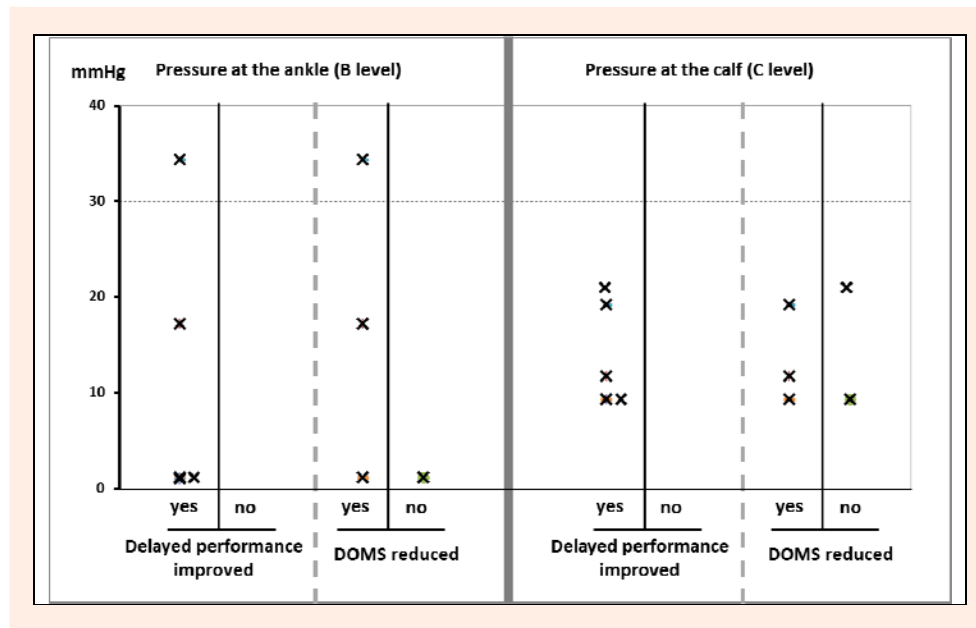 mmHg
Pressure at the ankle (B level)
Pressure at the calf (C level)
40
30
20
10
0
yes no yes no yes no yes no
Delayed performance
improved
DOMS reduced
Delayed performance
improved
DOMS reduced